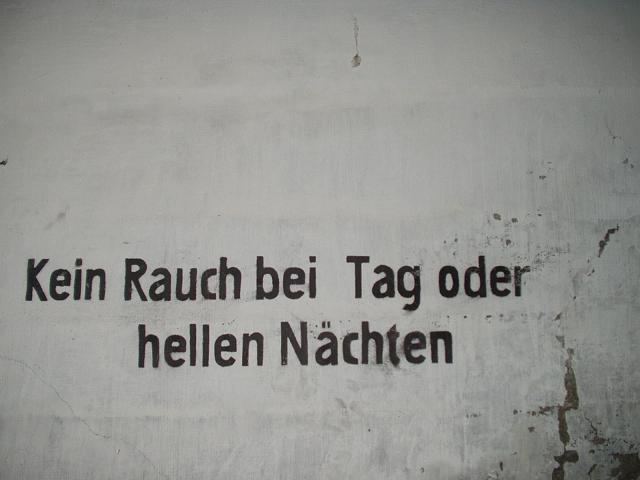 Kein Rauch bei Tag oder
hellen Nächten